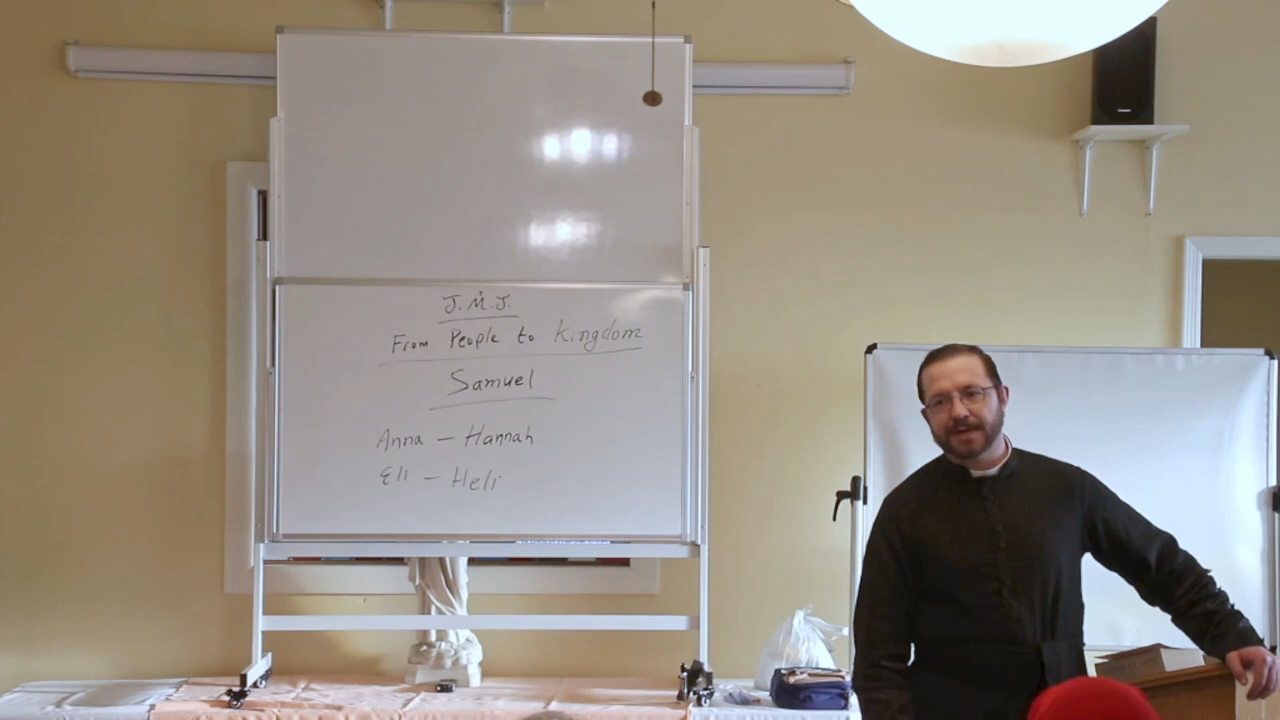 J.M.J.
From People to Kingdom
Samuel
Anna – Hannah
Eli – Heli